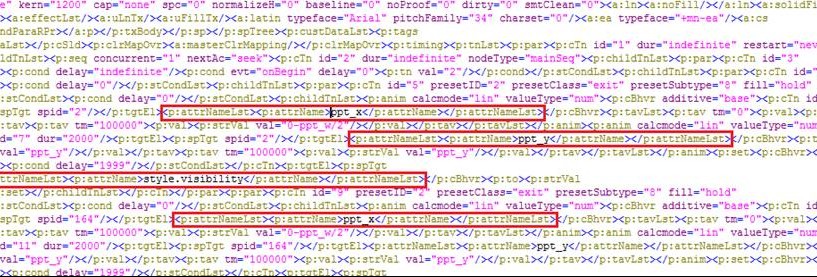 e" kern="1200" cap="none" spc="0" normalizeH="0" baseline="0" noProof="0" dirty="0" smtClean="0"><a:ln><a:noFill/></a:ln><a:solidFi
><a:effectLst/><a:uLnTx/><a:uFillTx/><a:latin typeface="Arial" pitchFamily="34" charset="0"/><a:ea typeface="+mn-ea"/><a:cs
ndParaRPr></a:p></p:txBody></p:sp></p:spTree><p:custDataLst><p:tags
aLst></p:cSld><p:clrMapOvr><a:masterClrMapping/></p:clrMapOvr><p:timing><p:tnLst><p:par><p:cTn id="1" dur="indefinite" restart="nev
ldTnLst><p:seq concurrent="1" nextAc="seek"><p:cTn id="2" dur="indefinite" nodeType="mainSeq"><p:childTnLst><p:par><p:cTn id="3"
><p:cond delay="indefinite"/><p:cond evt="onBegin" delay="0"><p:tn val="2"/></p:cond></p:stCondLst><p:childTnLst><p:par><p:cTn
<p:cond delay="0"/></p:stCondLst><p:childTnLst><p:par><p:cTn id="5" presetID="2" presetClass="exit" presetSubtype="8" fill="hold"
:stCondLst><p:cond delay="0"/></p:stCondLst><p:childTnLst><p:anim calcmode="lin" valueType="num"><p:cBhvr additive="base"><p:cTn
spTgt spid="2"/></p:tgtEl><p:attrNameLst><p:attrName>ppt_x</p:attrName></p:attrNameLst></p:cBhvr><p:tavLst><p:tav tm="0"><p:val>
:tav><p:tav tm="100000"><p:val><p:strVal val="0-ppt_w/2"/></p:val></p:tav></p:tavLst></p:anim><p:anim calcmode="lin" valueType="num
d="7" dur="2000"/><p:tgtEl><p:spTgt spid="2"/></p:tgtEl><p:attrNameLst><p:attrName>ppt_y</p:attrName></p:attrNameLst></p:cBhvr>
val="ppt_y"/></p:val></p:tav><p:tav tm="100000"><p:val><p:strVal val="ppt_y"/></p:val></p:tav></p:tavLst></p:anim><p:set><p:cBhvr>
<p:cond delay="1999"/></p:stCondLst></p:cTn><p:tgtEl><p:spTgt
ttrNameLst><p:attrName>style.visibility</p:attrName></p:attrNameLst></p:cBhvr><p:to><p:strVal
:set></p:childTnLst></p:cTn></p:par><p:par><p:cTn id="9" presetID="2" presetClass="exit" presetSubtype="8" fill="hold"
:stCondLst><p:cond delay="0"/></p:stCondLst><p:childTnLst><p:anim calcmode="lin" valueType="num"><p:cBhvr additive="base"><p:cTn
spTgt spid="164"/></p:tgtEl><p:attrNameLst><p:attrName>ppt_x</p:attrName></p:attrNameLst></p:cBhvr><p:tavLst><p:tav tm="0"><p:val>
:tav><p:tav tm="100000"><p:val><p:strVal val="0-ppt_w/2"/></p:val></p:tav></p:tavLst></p:anim><p:anim calcmode="lin" valueType="num
d="11" dur="2000"/><p:tgtEl><p:spTgt spid="164"/></p:tgtEl><p:attrNameLst><p:attrName>ppt_y</p:attrName></p:attrNameLst></p:cBhvr>
val="ppt_y"/></p:val></p:tav><p:tav tm="100000"><p:val><p:strVal val="ppt_y"/></p:val></p:tav></p:tavLst></p:anim><p:set><p:cBhvr>
<p:cond delay="1999"/></p:stCondLst></p:cTn><p:tgtEl><p:spTgt